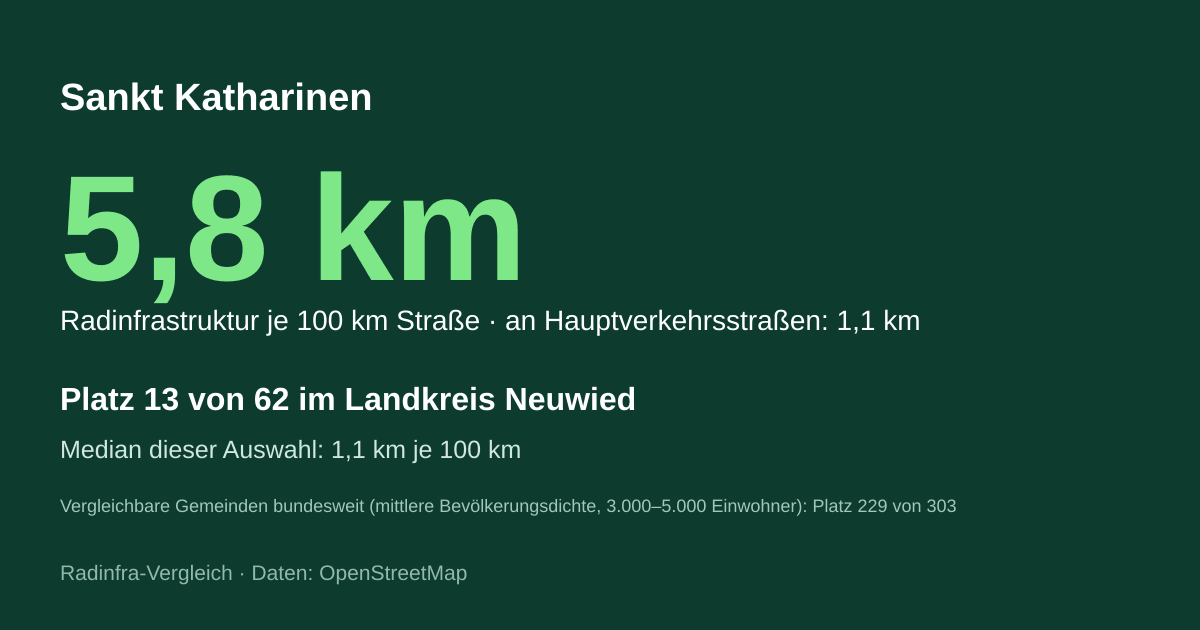 Sankt Katharinen
5,8 km
Radinfrastruktur je 100 km Straße · an Hauptverkehrsstraßen: 1,1 km
Platz 13 von 62 im Landkreis Neuwied
Median dieser Auswahl: 1,1 km je 100 km
Vergleichbare Gemeinden bundesweit (mittlere Bevölkerungsdichte, 3.000–5.000 Einwohner): Platz 229 von 303
Radinfra-Vergleich · Daten: OpenStreetMap